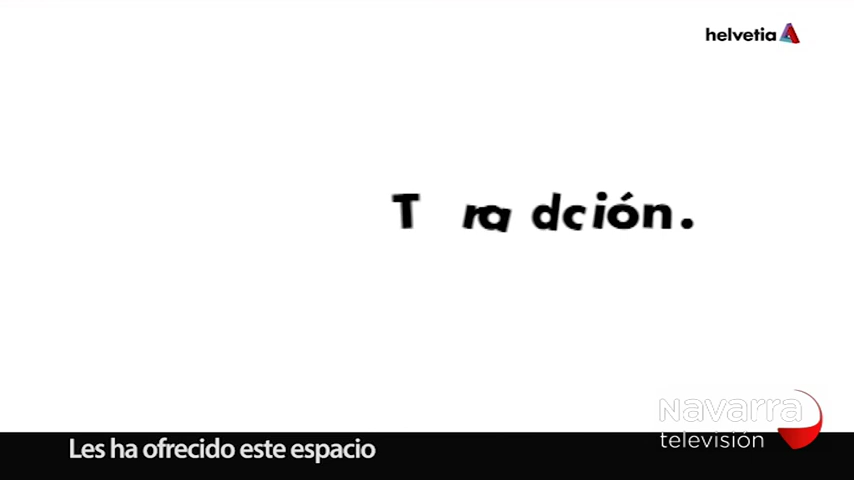 helvetia
T ra dción.
Navarra
televisión
Les ha ofrecido este espacio